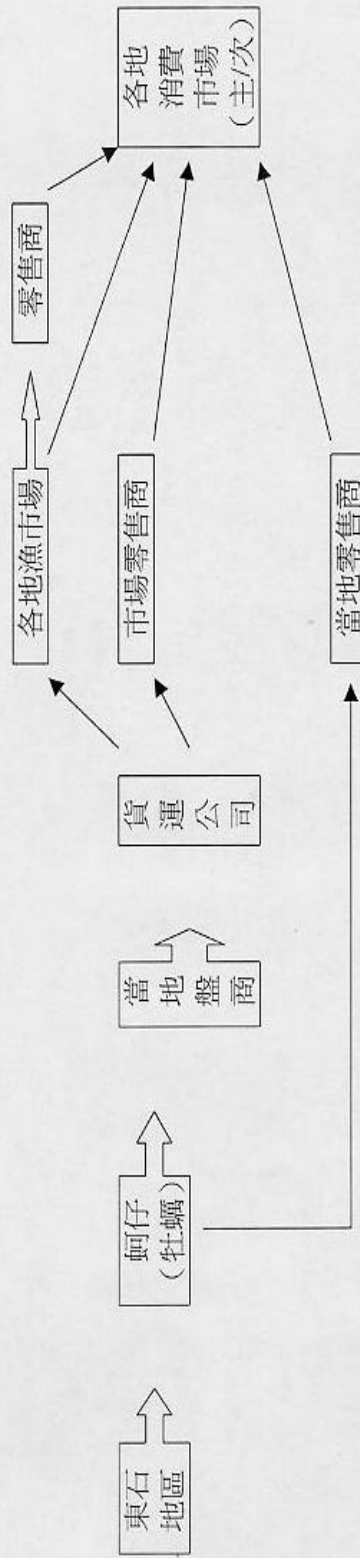 東石
地區
蚵仔
（牡蠣）
當地
盤商
貨運
公司
各地漁市場
市場零售商
當地零售商
零售商
各地
消費
市場
（主/次）